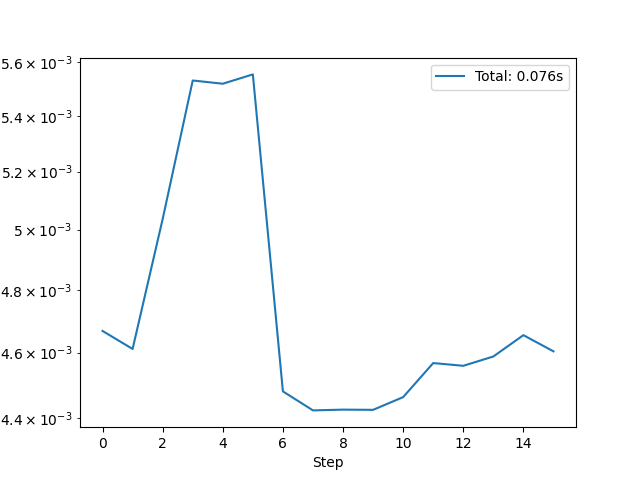 Total: 0.076s
5.6 × 10⁻³
5.4 × 10⁻³
5.2 × 10⁻³
5 × 10⁻³
4.8 × 10⁻³
4.6 × 10⁻³
4.4 × 10⁻³
0 2 4 6 8 10 12 14
Step